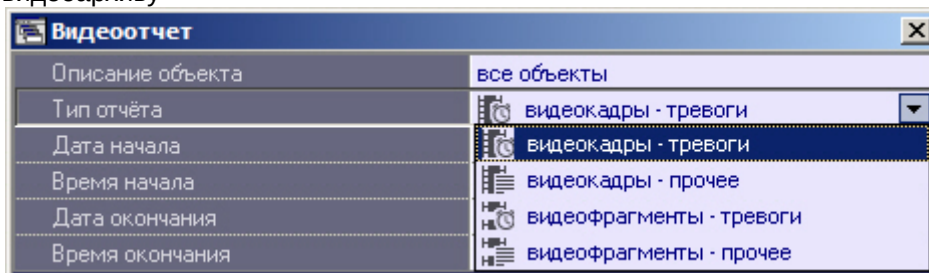 видеоархиву
Видеоотчет
Описание объекта все объекты
Тип отчёта видеокадры - тревоги
Дата начала видеокадры - тревоги
Время начала видеокадры - прочее
Дата окончания видеофрагменты - тревоги
Время окончания видеофрагменты - прочее